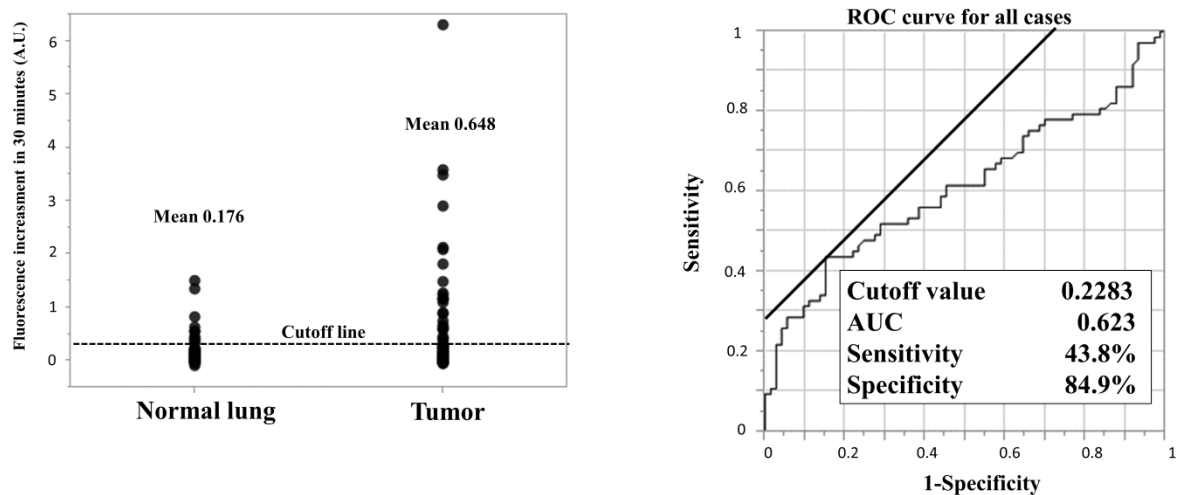 Fluorescence increasment in 30 minutes (A.U.)
6
5
4
3
2
1
0
Mean 0.176
Mean 0.648
Cutoff line
Normal lung
Tumor
ROC curve for all cases
Sensitivity
1
0.8
0.6
0.4
0.2
0
Cutoff value 0.2283
AUC 0.623
Sensitivity 43.8%
Specificity 84.9%
0 0.2 0.4 0.6 0.8 1
1-Specificity